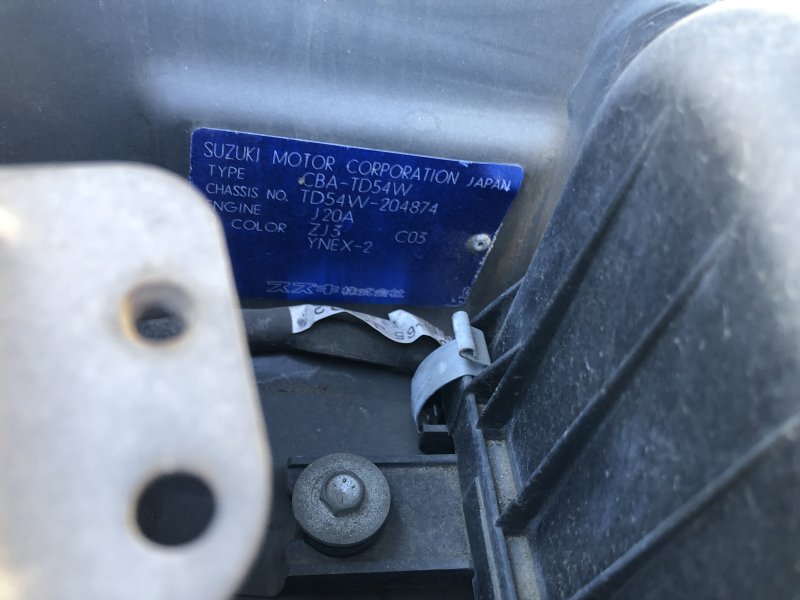 SUZUKI MOTOR CORPORATION JAPAN
TYPE CBA-TD54W
CHASSIS NO. TD54W-204874
ENGINE J20A
COLOR ZJ3 C03
YNEX-2
スズキ株式会社